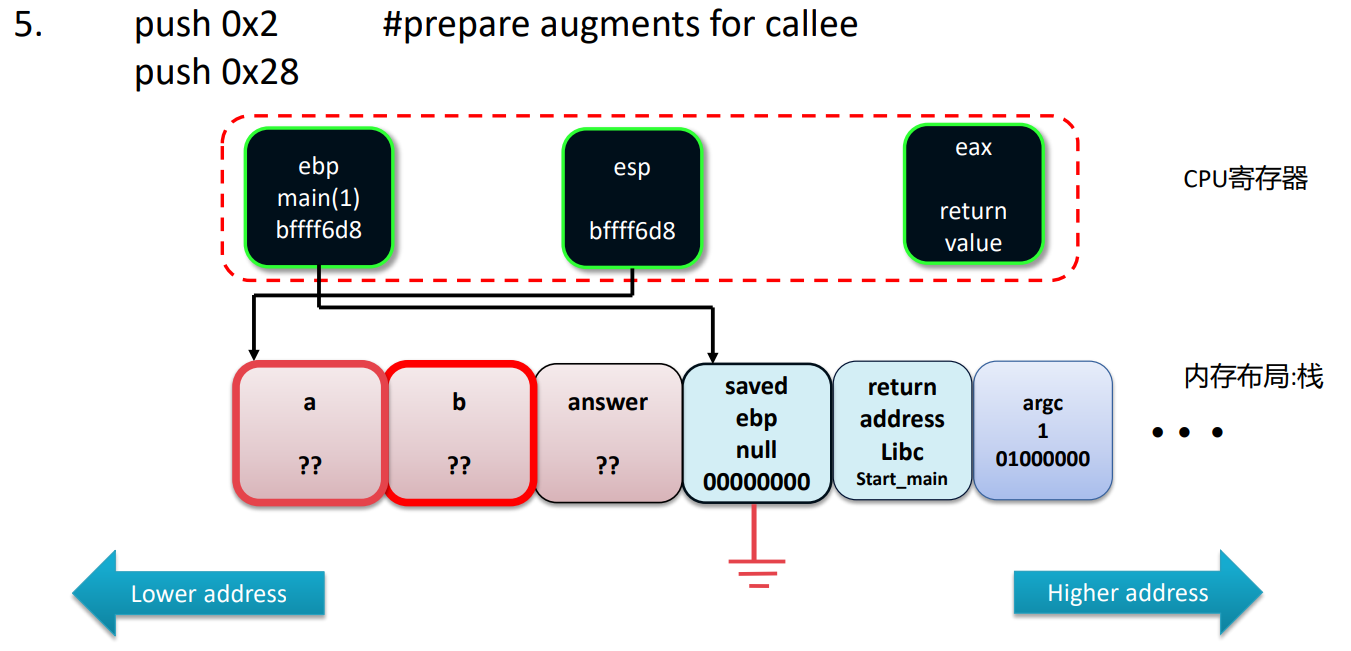 5. push 0x2 #prepare augments for callee
push 0x28
ebp
main(1)
bffff6d8
esp
bffff6d8
eax
return
value
CPU寄存器
a
??
b
??
answer
??
saved
ebp
null
00000000
return
address
Libc
Start_main
argc
1
01000000
内存布局:栈
• • •
Lower address
Higher address